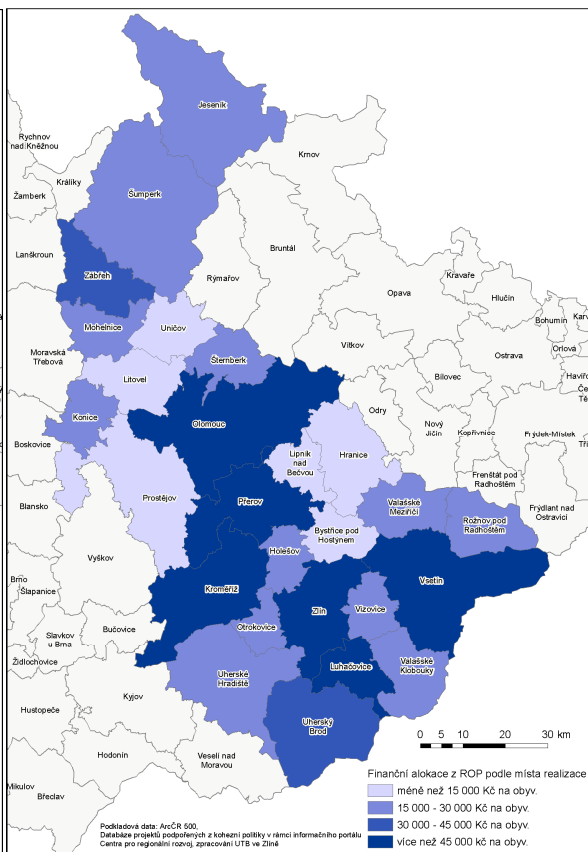 Jeseník
Rychnov
nad Kněžnou
Krnov
Králíky
Žamberk
Šumperk
Bruntál
Lanškroun
Zábřeh
Rýmařov
Kravaře
Opava
Hlučín
Mohelnice
Uničov
Bohumín
Karv
Moravská
Třebová
Šternberk
Vítkov
Orlová
Ostrava
Litovel
Bílovec
Havířo
Če
Tě
Konice
Olomouc
Odry
Nový
Jičín
Kopřivnice
Frýdek-Místek
Tři
Boskovice
Lipník
nad
Bečvou
Hranice
Frenštát pod
Radhoštěm
Prostějov
Přerov
Valašské
Meziříčí
Rožnov pod
Radhoštěm
Frýdlant nad
Ostravicí
Blansko
Bystřice pod
Hostýnem
Vyškov
Holešov
Vsetín
Brno
Šlapanice
Kroměříž
Zlín
Vizovice
Slavkov
u Brna
Bučovice
Otrokovice
Židlochovice
Luhačovice
Valašské
Klobouky
Uherské
Hradiště
Kyjov
Hustopeče
Uherský
Brod
Hodonín
Veselí nad
Moravou
Mikulov
Břeclav
0 5 10 20 30 km
Finanční alokace z ROP podle místa realizace
méně než 15 000 Kč na obyv.
15 000 - 30 000 Kč na obyv.
30 000 - 45 000 Kč na obyv.
více než 45 000 Kč na obyv.
Podkladová data: ArcČR 500,
Databáze projektů podpořených z kohezní politiky v rámci informačního portálu
Centra pro regionální rozvoj, zpracování UTB ve Zlíně